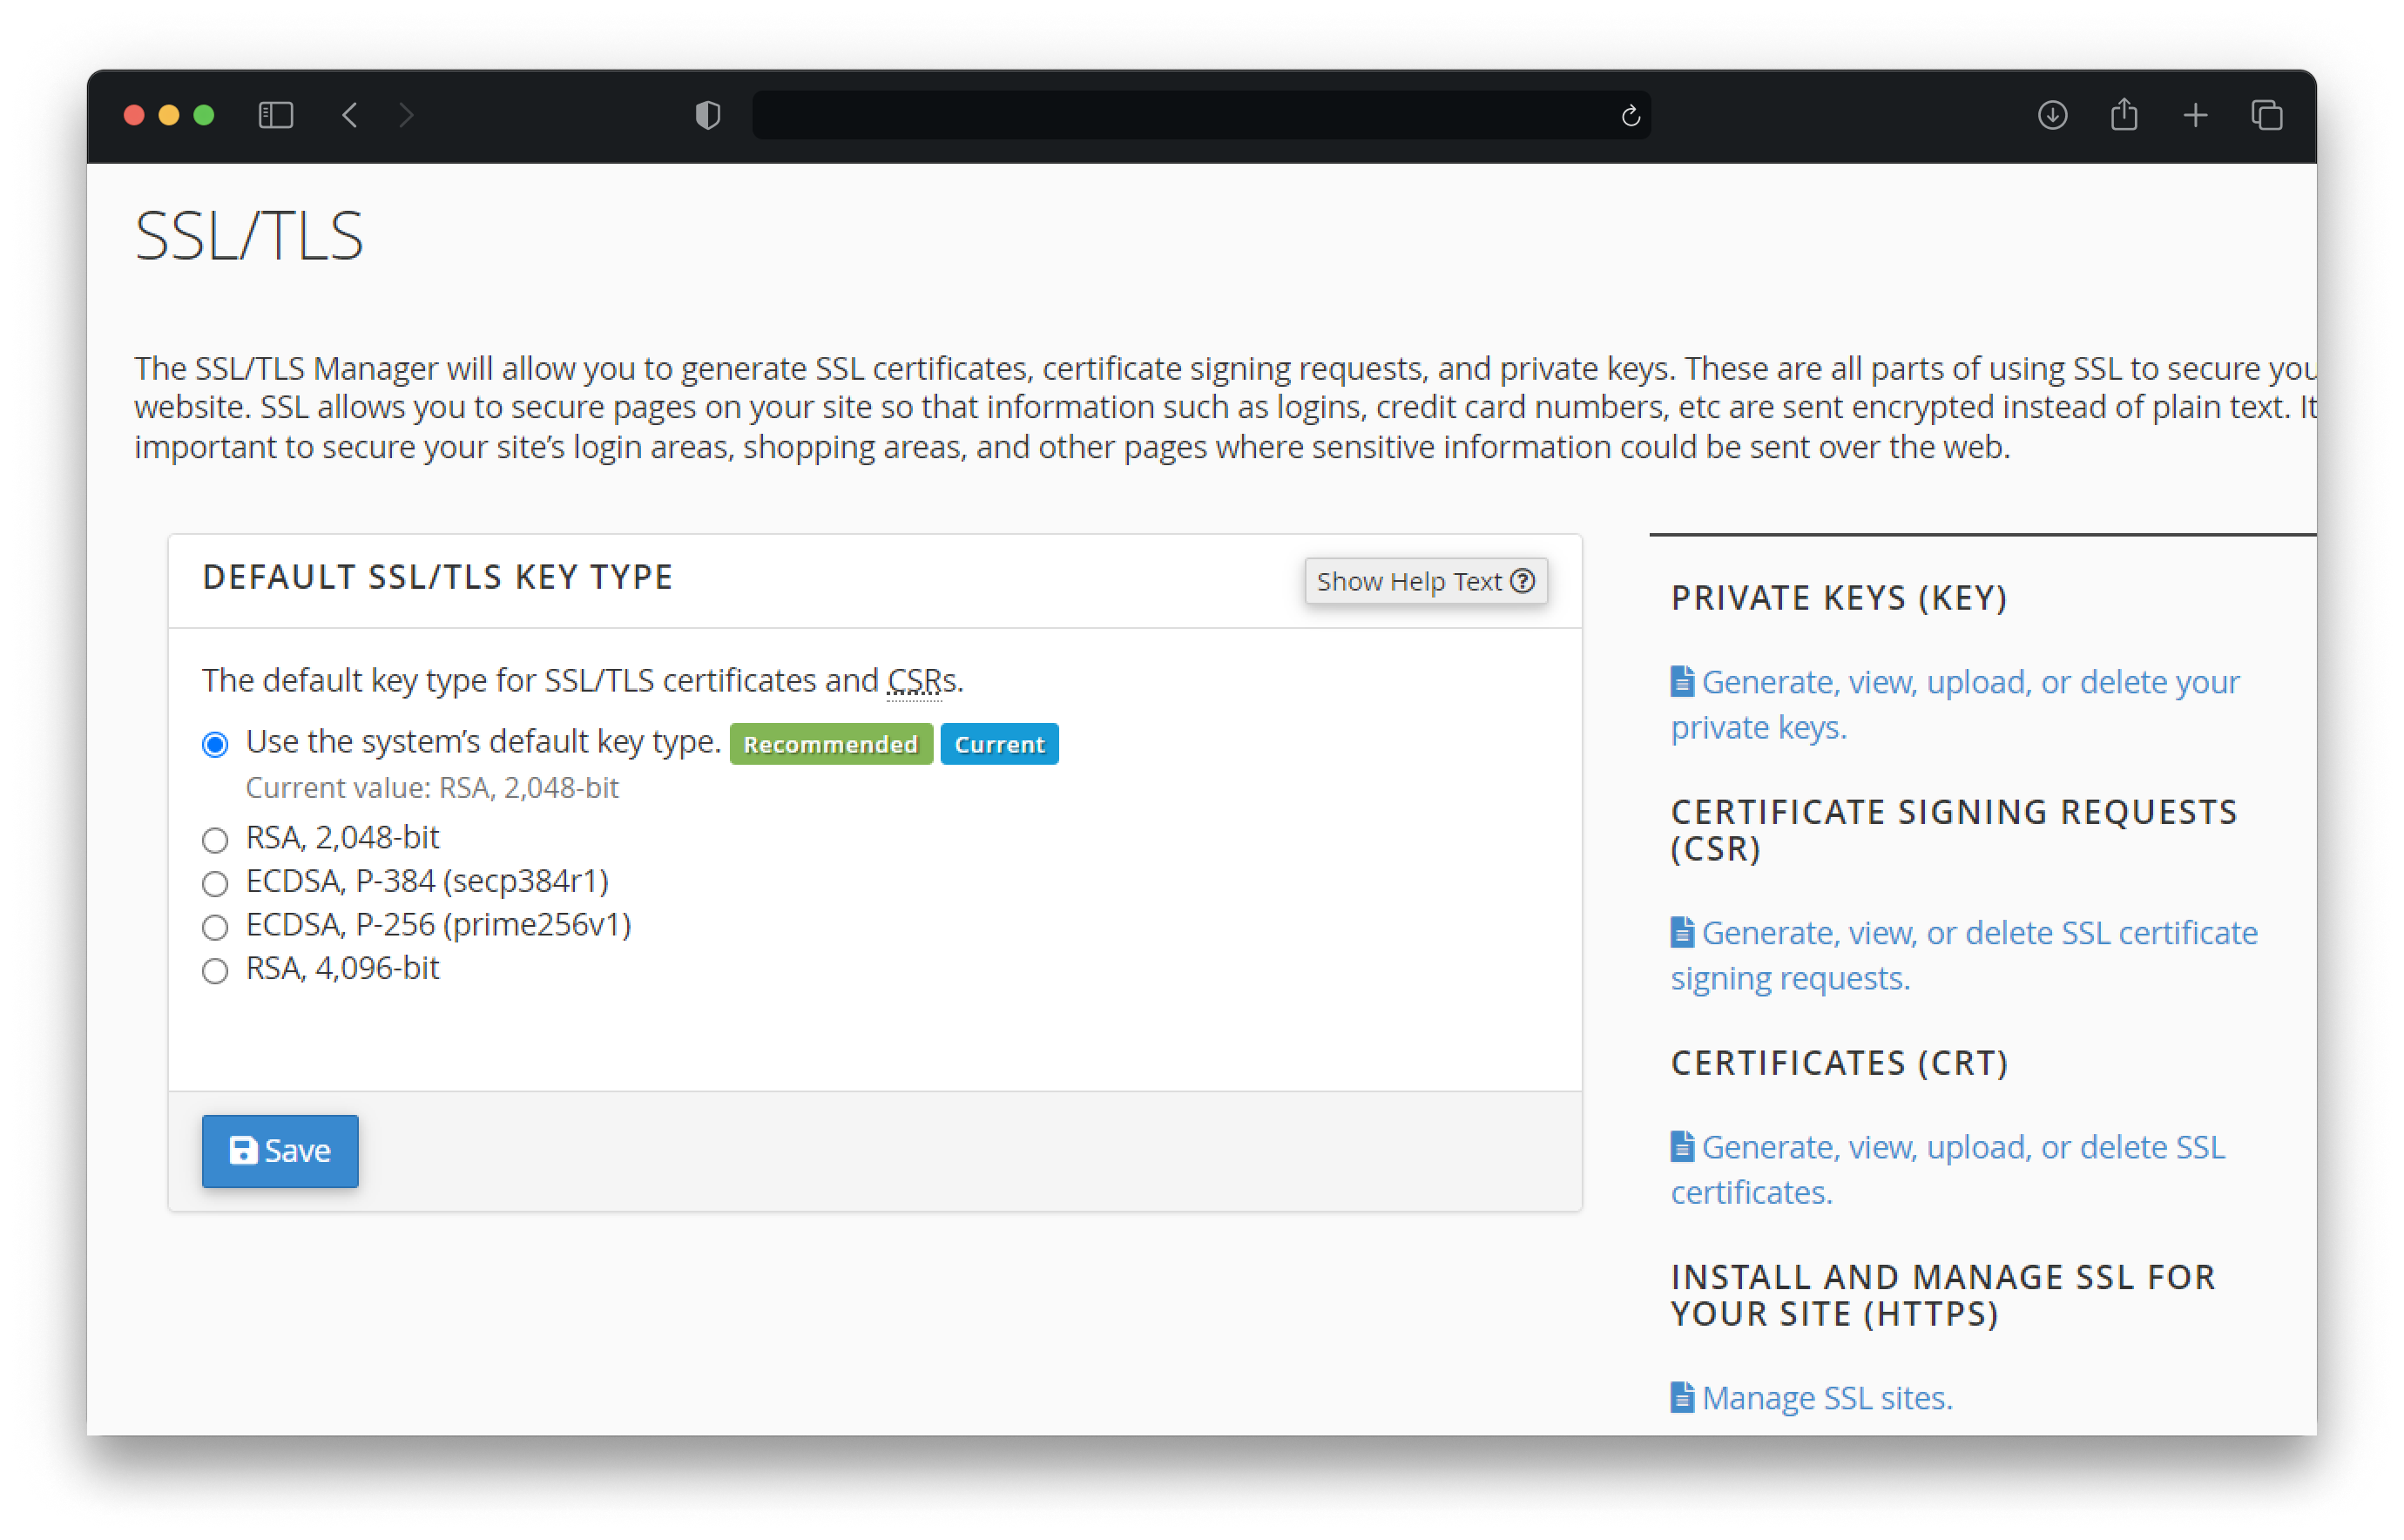 SSL/TLS
The SSL/TLS Manager will allow you to generate SSL certificates, certificate signing requests, and private keys. These are all parts of using SSL to secure you
website. SSL allows you to secure pages on your site so that information such as logins, credit card numbers, etc are sent encrypted instead of plain text. It
important to secure your site’s login areas, shopping areas, and other pages where sensitive information could be sent over the web.
DEFAULT SSL/TLS KEY TYPE
Show Help Text
The default key type for SSL/TLS certificates and CSRs.
Use the system’s default key type. Recommended Current
Current value: RSA, 2,048-bit
RSA, 2,048-bit
ECDSA, P-384 (secp384r1)
ECDSA, P-256 (prime256v1)
RSA, 4,096-bit
Save
PRIVATE KEYS (KEY)
Generate, view, upload, or delete your
private keys.
CERTIFICATE SIGNING REQUESTS
(CSR)
Generate, view, or delete SSL certificate
signing requests.
CERTIFICATES (CRT)
Generate, view, upload, or delete SSL
certificates.
INSTALL AND MANAGE SSL FOR
YOUR SITE (HTTPS)
Manage SSL sites.